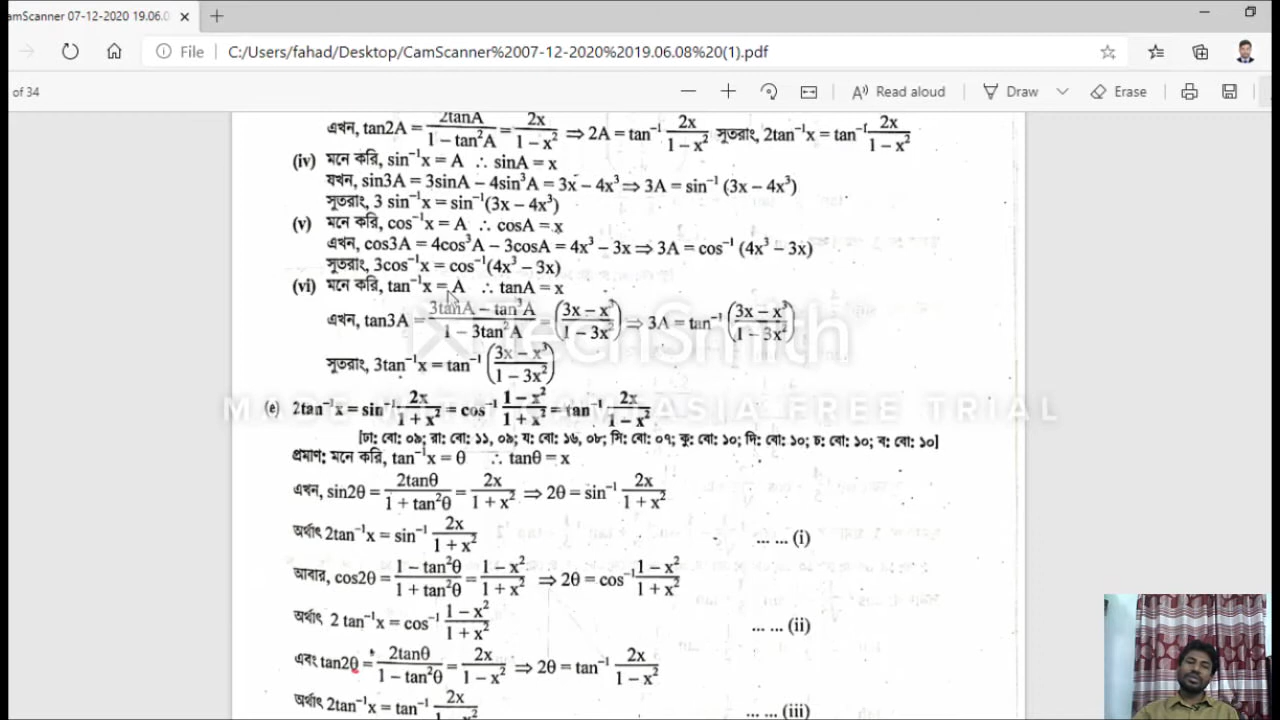 amScanner 07-12-2020 19.06.0
File C:/Users/fahad/Desktop/CamScanner%2007-12-2020%2019.06.08%20(1).pdf
of 34 Read aloud Draw Erase
এখন, tan2A = 2tanA / (1 – tan²A) = 2x / (1 – x²) ⇒ 2A = tan⁻¹ 2x / (1 – x²) সুতরাং, 2tan⁻¹x = tan⁻¹ 2x / (1 – x²)
(iv) মনে করি, sin⁻¹x = A ∴ sinA = x
যখন, sin3A = 3sinA – 4sin³A = 3x – 4x³ ⇒ 3A = sin⁻¹ (3x – 4x³)
সুতরাং, 3 sin⁻¹x = sin⁻¹(3x – 4x³)
(v) মনে করি, cos⁻¹x = A ∴ cosA = x
এখন, cos3A = 4cos³A – 3cosA = 4x³ – 3x ⇒ 3A = cos⁻¹ (4x³ – 3x)
সুতরাং, 3cos⁻¹x = cos⁻¹(4x³ – 3x)
(vi) মনে করি, tan⁻¹x = A ∴ tanA = x
এখন, tan3A = (3tanA – tan³A) / (1 – 3tan²A) = ((3x – x³) / (1 – 3x²)) ⇒ 3A = tan⁻¹ ((3x – x³) / (1 – 3x²))
TechSmith
সুতরাং, 3tan⁻¹x = tan⁻¹ ((3x – x³) / (1 – 3x²))
MADE WITH CAMTASIA FREE TRIAL
(e) 2tan⁻¹x = sin⁻¹ 2x / (1 + x²) = cos⁻¹ (1 – x²) / (1 + x²) = tan⁻¹ 2x / (1 – x²)
[ঢা: বো: ০৯; রা: বো: ১১, ০৯; য: বো: ১৬, ০৮; সি: বো: ০৭; কু: বো: ১০; দি: বো: ১০; চ: বো: ১০; ব: বো: ১০]
প্রমাণ: মনে করি, tan⁻¹x = θ ∴ tanθ = x
এখন, sin2θ = 2tanθ / (1 + tan²θ) = 2x / (1 + x²) ⇒ 2θ = sin⁻¹ 2x / (1 + x²)
অর্থাৎ 2tan⁻¹x = sin⁻¹ 2x / (1 + x²) ... ... (i)
আবার, cos2θ = (1 – tan²θ) / (1 + tan²θ) = (1 – x²) / (1 + x²) ⇒ 2θ = cos⁻¹ (1 – x²) / (1 + x²)
অর্থাৎ 2 tan⁻¹x = cos⁻¹ (1 – x²) / (1 + x²) ... ... (ii)
এবং tan2θ = 2tanθ / (1 – tan²θ) = 2x / (1 – x²) ⇒ 2θ = tan⁻¹ 2x / (1 – x²)
অর্থাৎ 2tan⁻¹x = tan⁻¹ 2x ... ... (iii)